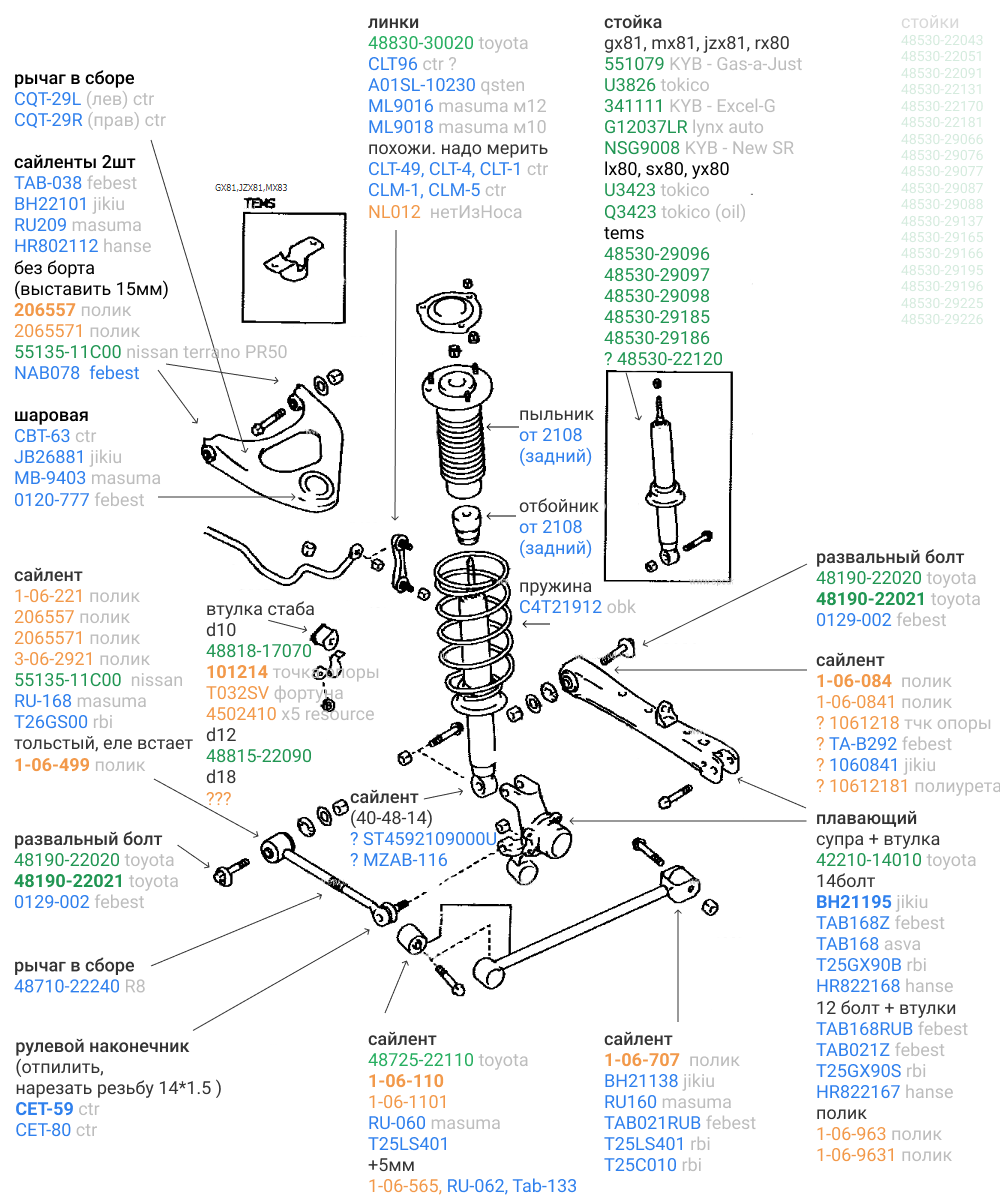 линки
48830-30020 toyota
CLT96 ctr ?
A01SL-10230 qsten
ML9016 masuma м12
ML9018 masuma м10
похожи. надо мерить
CLT-49, CLT-4, CLT-1 ctr
CLM-1, CLM-5 ctr
NL012 нетИзНоса
стойка
gx81, mx81, jzx81, rx80
551079 KYB - Gas-a-Just
U3826 tokico
341111 KYB - Excel-G
G12037LR lynx auto
NSG9008 KYB - New SR
lx80, sx80, yx80
U3423 tokico
Q3423 tokico (oil)
tems
48530-29096
48530-29097
48530-29098
48530-29185
48530-29186
? 48530-22120
стойки
48530-22043
48530-22051
48530-22091
48530-22131
48530-22170
48530-22181
48530-29066
48530-29076
48530-29077
48530-29087
48530-29088
48530-29137
48530-29165
48530-29166
48530-29195
48530-29196
48530-29225
48530-29226
рычаг в сборе
CQT-29L (лев) ctr
CQT-29R (прав) ctr
сайленты 2шт
TAB-038 febest
BH22101 jikiu
RU209 masuma
HR802112 hanse
без борта
(выставить 15мм)
206557 полик
2065571 полик
55135-11C00 nissan terrano PR50
NAB078 febest
GX81,JZX81,MX83
TEMS
шаровая
CBT-63 ctr
JB26881 jikiu
MB-9403 masuma
0120-777 febest
пыльник
от 2108
(задний)
отбойник
от 2108
(задний)
пружина
C4T21912 obk
сайлент
1-06-221 полик
206557 полик
2065571 полик
3-06-2921 полик
55135-11C00 nissan
RU-168 masuma
T26GS00 rbi
толстый, еле встает
1-06-499 полик
втулка стаба
d10
48818-17070
101214 точка опоры
T032SV фортуна
4502410 x5 resource
d12
48815-22090
d18
???
развальный болт
48190-22020 toyota
48190-22021 toyota
0129-002 febest
сайлент
1-06-084 полик
1-06-0841 полик
? 1061218 тчк опоры
? TA-B292 febest
? 1060841 jikiu
? 10612181 полиурета
сайлент
(40-48-14)
? ST4592109000U
? MZAB-116
развальный болт
48190-22020 toyota
48190-22021 toyota
0129-002 febest
плавающий
супра + втулка
42210-14010 toyota
14болт
BH21195 jikiu
TAB168Z febest
TAB168 asva
T25GX90B rbi
HR822168 hanse
12 болт + втулки
TAB168RUB febest
TAB021Z febest
T25GX90S rbi
HR822167 hanse
полик
1-06-963 полик
1-06-9631 полик
рычаг в сборе
48710-22240 R8
рулевой наконечник
(отпилить,
нарезать резьбу 14*1.5 )
CET-59 ctr
CET-80 ctr
сайлент
48725-22110 toyota
1-06-110
1-06-1101
RU-060 masuma
T25LS401
+5мм
1-06-565, RU-062, Tab-133
сайлент
1-06-707 полик
BH21138 jikiu
RU160 masuma
TAB021RUB febest
T25LS401 rbi
T25C010 rbi